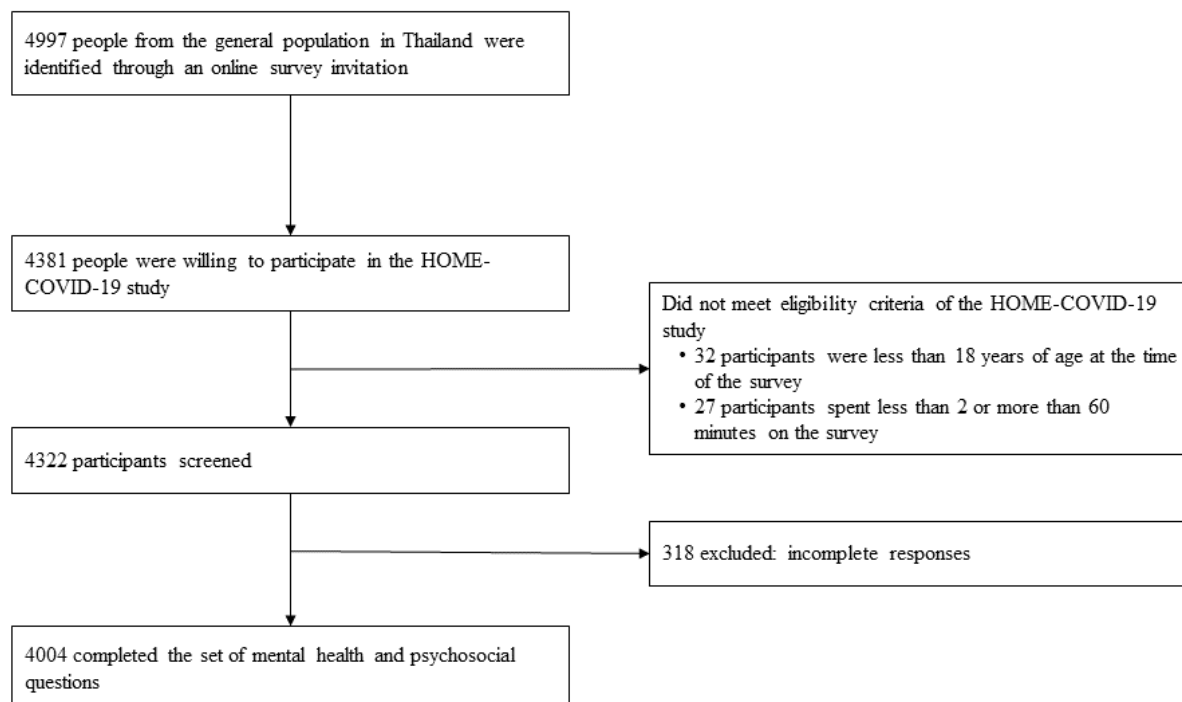 4997 people from the general population in Thailand were
identified through an online survey invitation
4381 people were willing to participate in the HOME-
COVID-19 study
Did not meet eligibility criteria of the HOME-COVID-19
study
• 32 participants were less than 18 years of age at the time
of the survey
• 27 participants spent less than 2 or more than 60
minutes on the survey
4322 participants screened
318 excluded: incomplete responses
4004 completed the set of mental health and psychosocial
questions